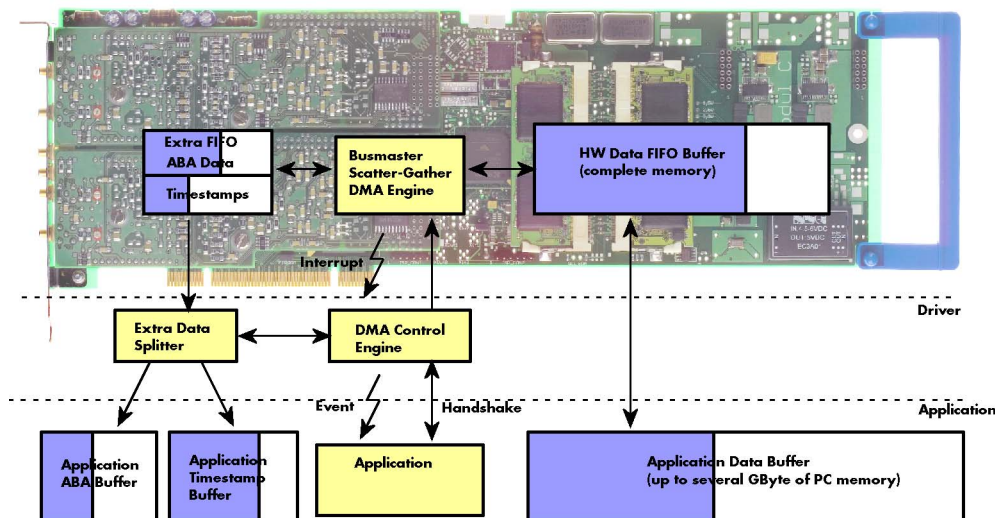 Extra FIFO
ABA Data
Timestamps
Busmaster
Scatter-Gather
DMA Engine
HW Data FIFO Buffer
(complete memory)
Interrupt
Driver
Extra Data
Splitter
DMA Control
Engine
Event
Handshake
Application
Application
ABA Buffer
Application
Timestamp
Buffer
Application
Application Data Buffer
(up to several GByte of PC memory)